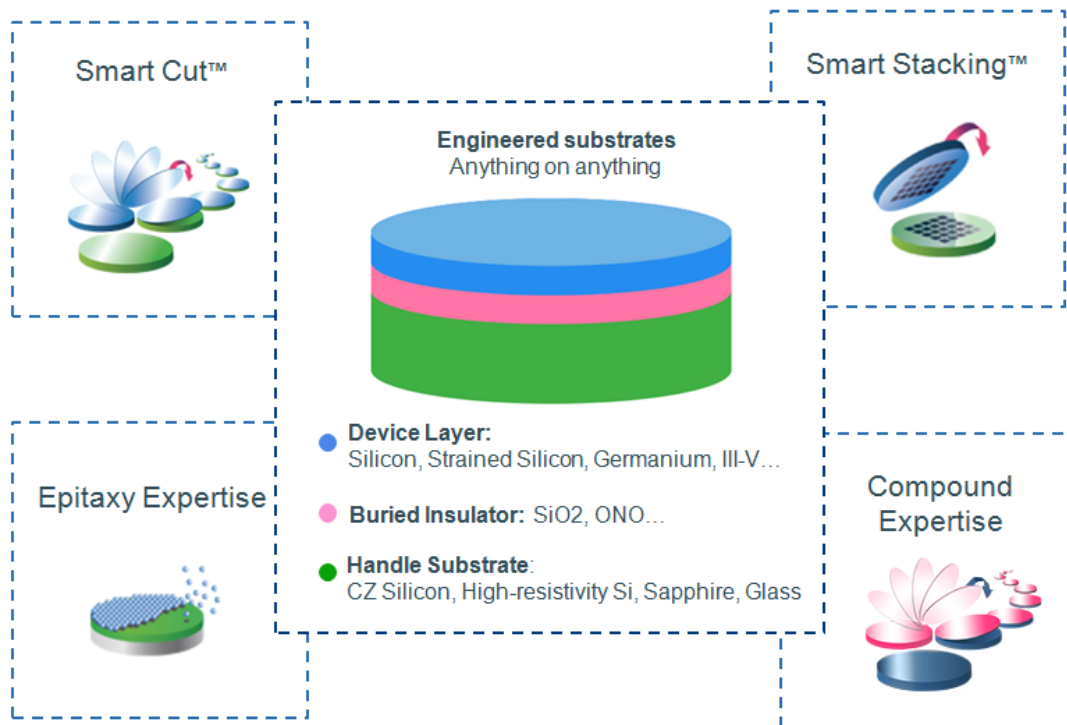 Smart Cut™
Smart Stacking™
Engineered substrates
Anything on anything
Device Layer:
Silicon, Strained Silicon, Germanium, III-V…
Buried Insulator: SiO2, ONO…
Handle Substrate:
CZ Silicon, High-resistivity Si, Sapphire, Glass
Epitaxy Expertise
Compound
Expertise